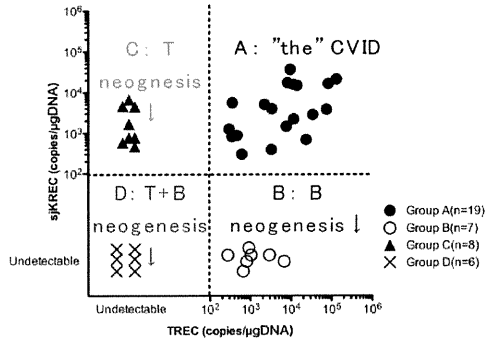 10⁶
10⁵
10⁴
10³
10²
Undetectable
sjKREC (copies/μgDNA)
C: T
neognesis
↓
A: "the" CVID
D: T+B
neogenesis
↓
B: B
neogenesis ↓
Undetectable
10² 10³ 10⁴ 10⁵ 10⁶
TREC (copies/μgDNA)
Group A(n=19)
Group B(n=7)
Group C(n=8)
Group D(n=6)